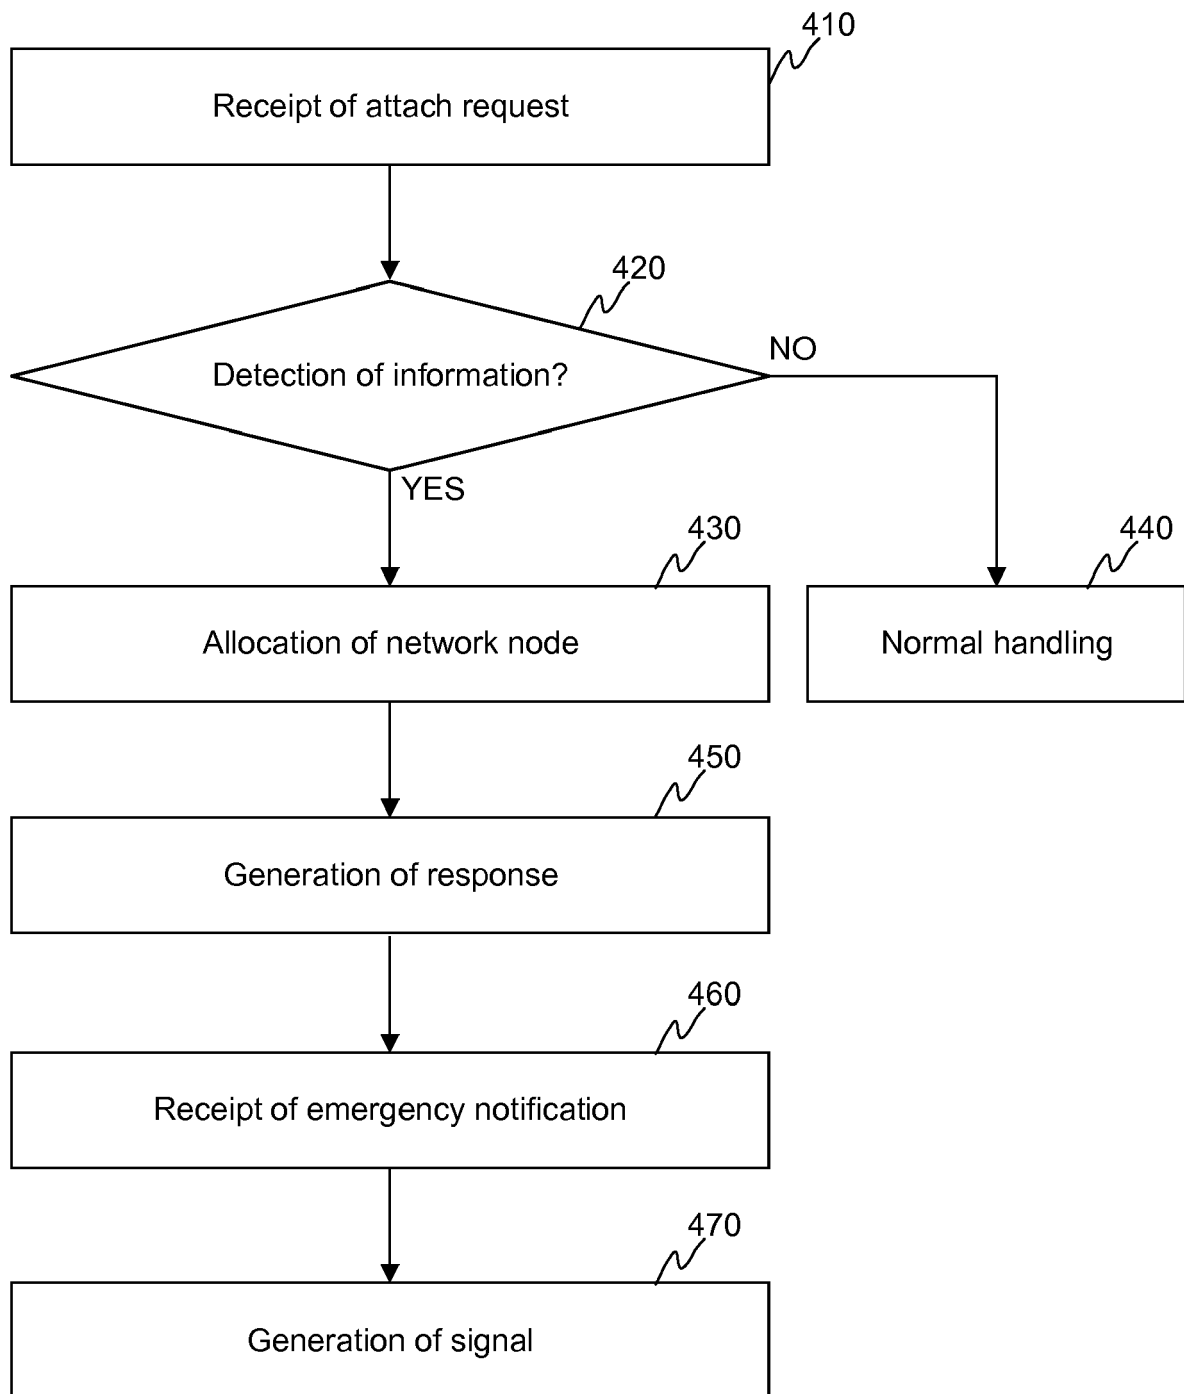 410
Receipt of attach request
420
Detection of information?
NO
YES
430
440
Allocation of network node
Normal handling
450
Generation of response
460
Receipt of emergency notification
470
Generation of signal